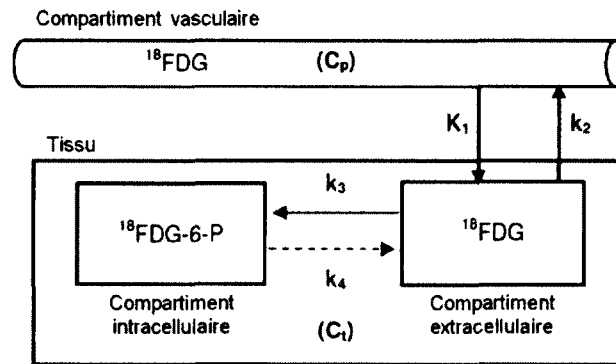 Compartiment vasculaire
¹⁸FDG (Cₚ)
K₁ k₂
Tissu
k₃
¹⁸FDG-6-P ¹⁸FDG
k₄
Compartiment intracellulaire
Compartiment extracellulaire
(Cₜ)